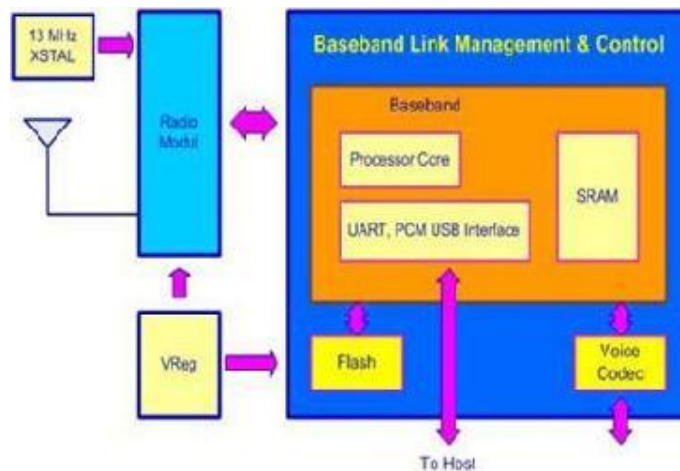 13 MHz
XSTAL
Baseband Link Management & Control
Radio
Modul
Baseband
Processor Core
SRAM
UART, PCM USB Interface
VReg
Flash
Voice
Codec
To Host